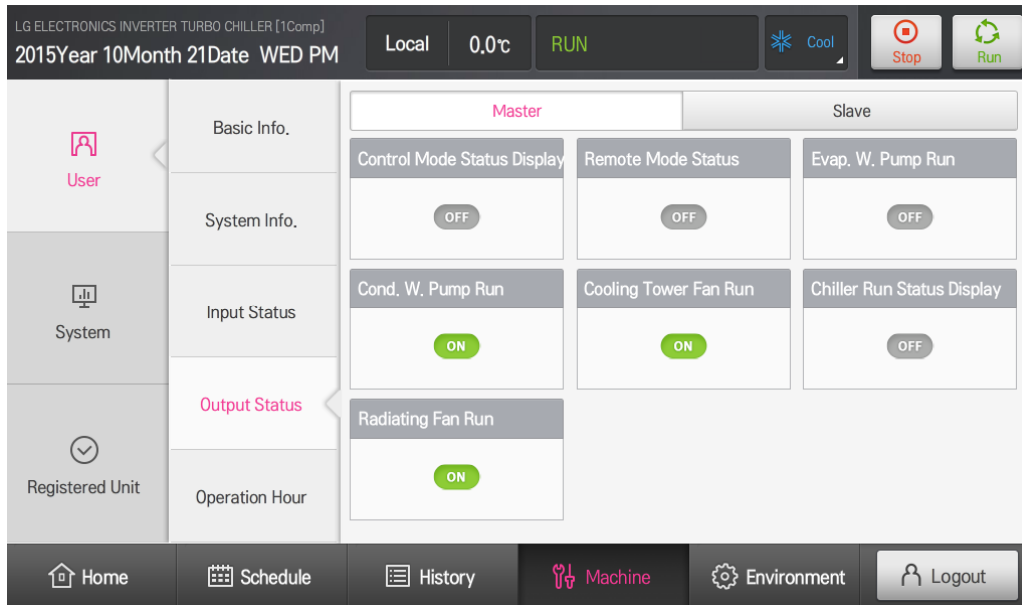 LG ELECTRONICS INVERTER TURBO CHILLER [1Comp]
2015Year 10Month 21Date WED PM
Local 0.0℃ RUN Cool
Stop Run
User
System
Registered Unit
Basic Info.
System Info.
Input Status
Output Status
Operation Hour
Master Slave
Control Mode Status Display Remote Mode Status Evap. W. Pump Run
OFF OFF OFF
Cond. W. Pump Run Cooling Tower Fan Run Chiller Run Status Display
ON ON OFF
Radiating Fan Run
ON
Home Schedule History Machine Environment Logout